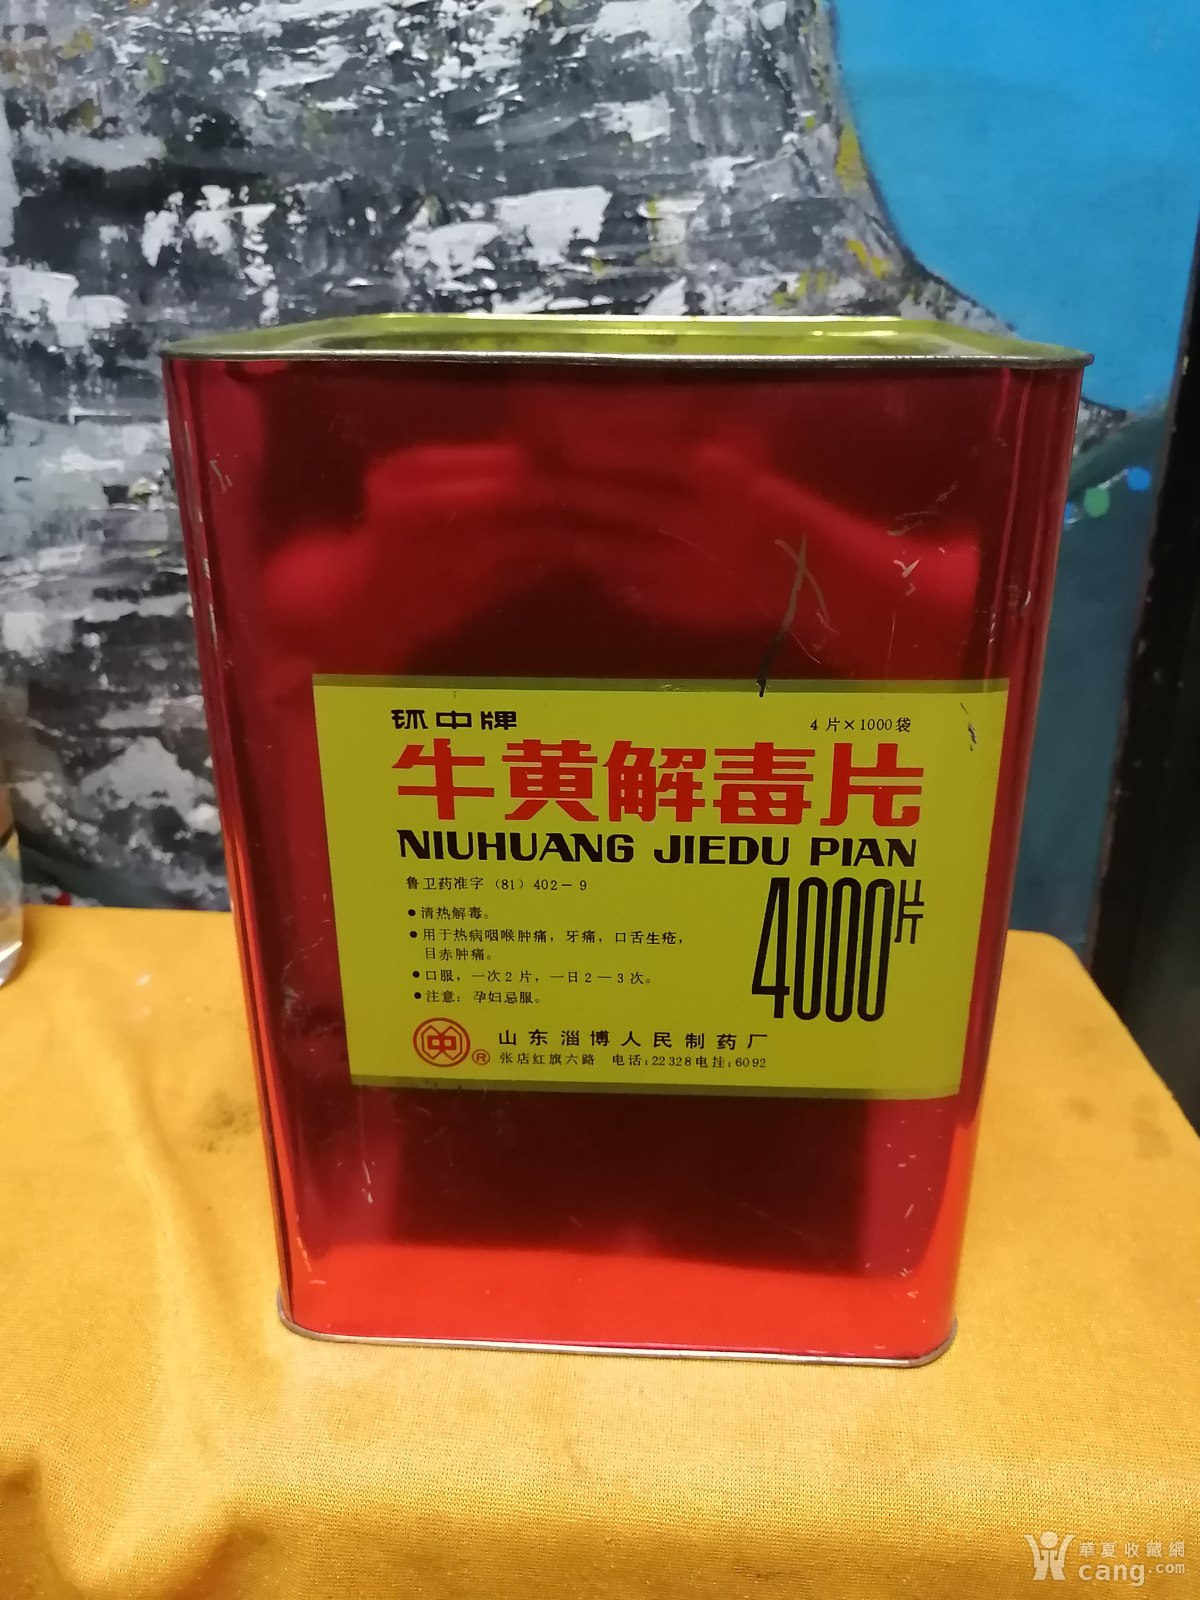 环中牌
4片×1000袋
牛黄解毒片
NIUHUANG JIEDU PIAN
鲁卫药准字（81）402－9
4000片
●清热解毒。
●用于热病咽喉肿痛，牙痛，口舌生疮，
目赤肿痛。
●口服，一次2片，一日2—3次。
●注意：孕妇忌服。
中
®
山东淄博人民制药厂
张店红旗六路 电话：22328电挂：6092
華夏收藏網
cang.com